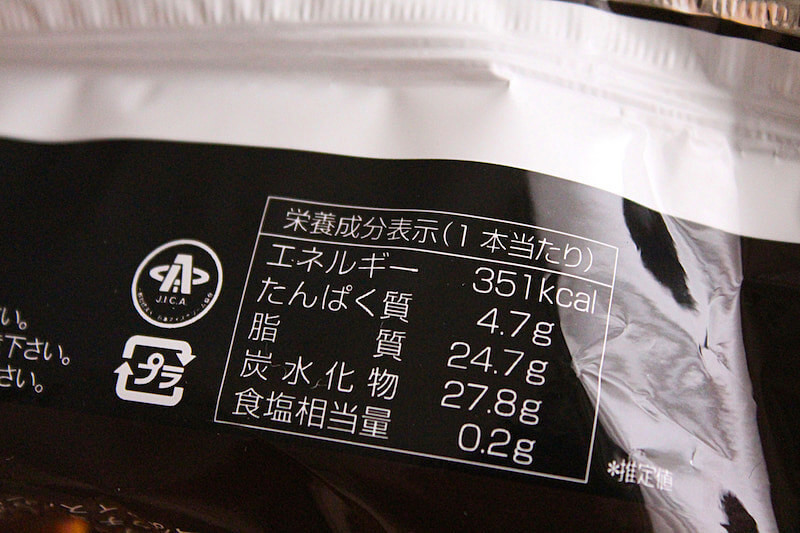 栄養成分表示(1本当たり)
エネルギー 351kcal
たんぱく質 4.7g
脂質 24.7g
炭水化物 27.8g
食塩相当量 0.2g
*推定値
J.I.C.A.
プラ
さい。
下さい。
さい。